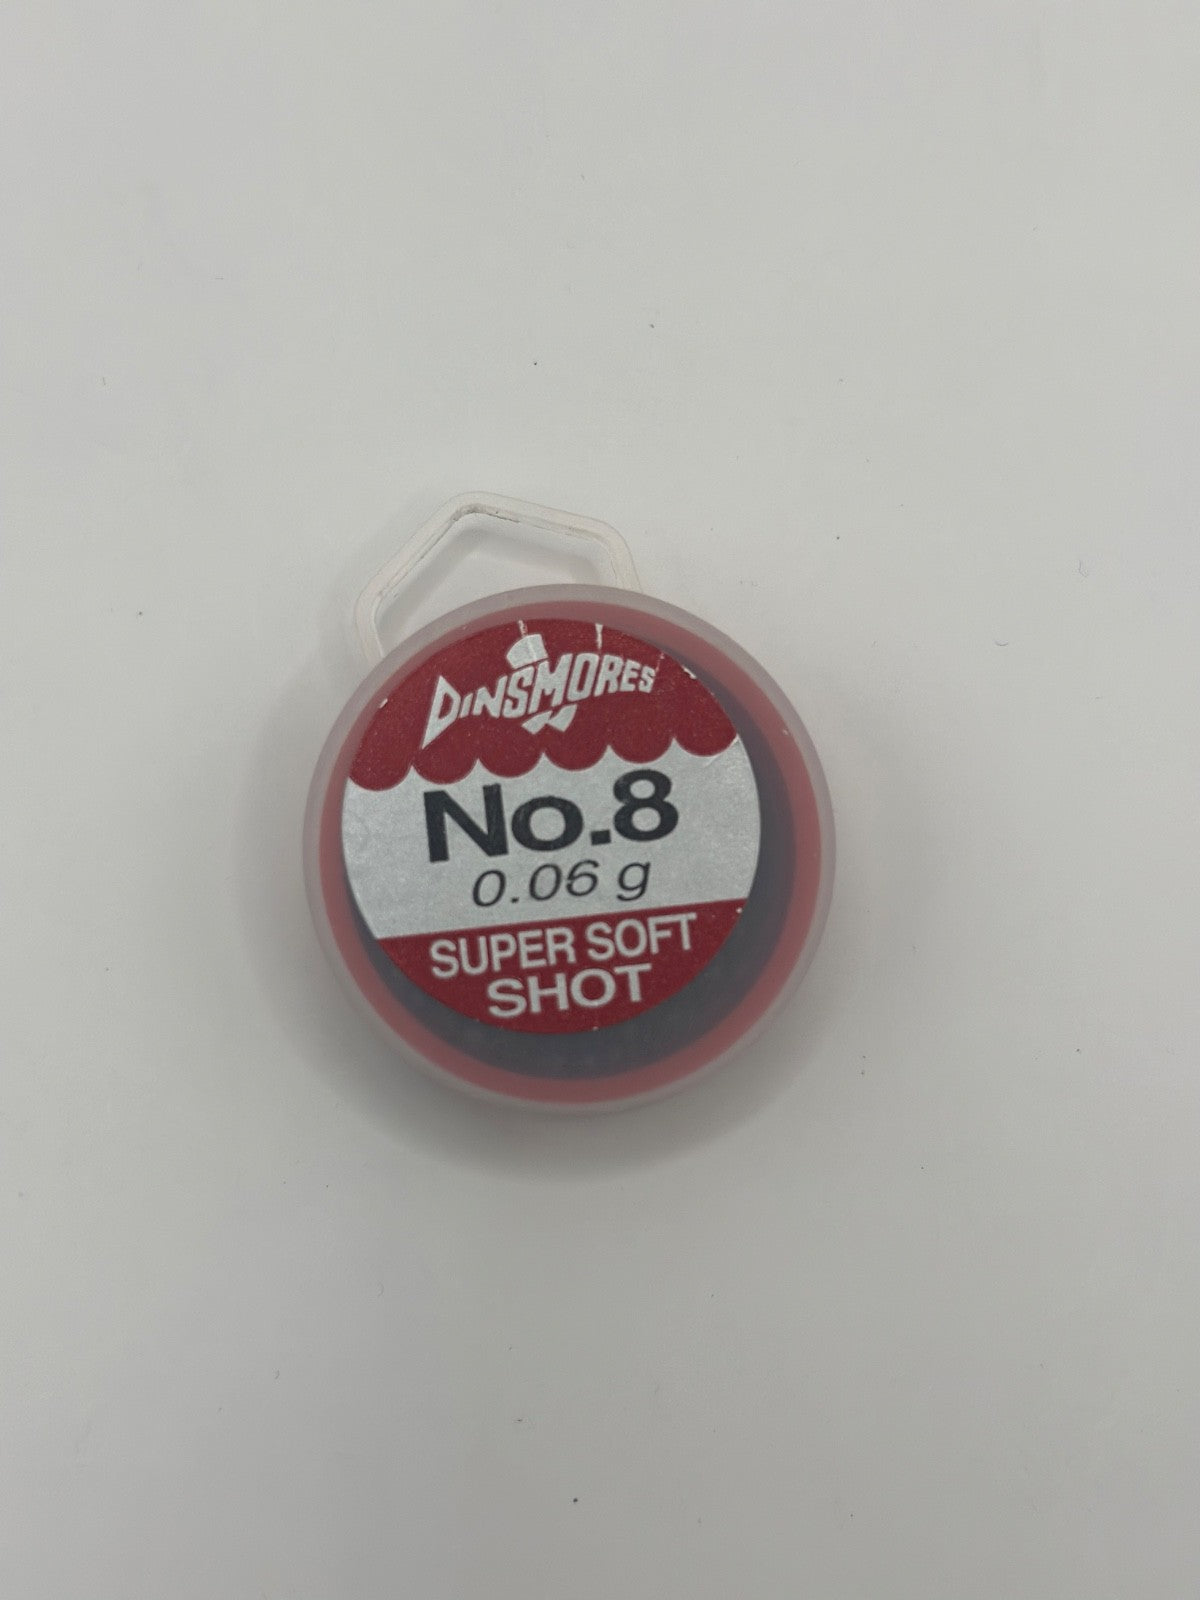 DINSMORES
No.8
0.06 g
SUPER SOFT
SHOT